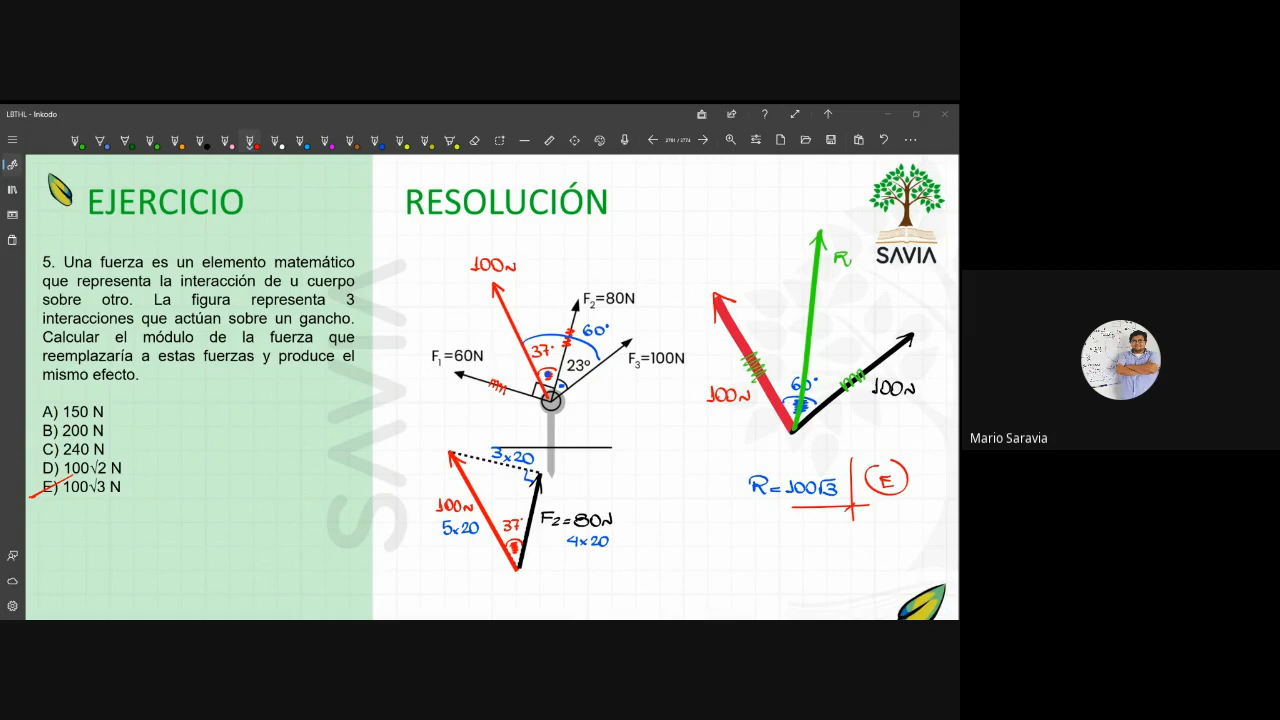 LBTHL - Inkodo
2781 / 2774
EJERCICIO
5. Una fuerza es un elemento matemático
que representa la interacción de u cuerpo
sobre otro. La figura representa 3
interacciones que actúan sobre un gancho.
Calcular el módulo de la fuerza que
reemplazaría a estas fuerzas y produce el
mismo efecto.
A) 150 N
B) 200 N
C) 240 N
D) 100√2 N
E) 100√3 N
SAVIA
RESOLUCIÓN
100N
F2=80N
60°
37°
F1=60N
23°
F3=100N
3x20
100N
5x20
37°
F2=80N
4x20
SAVIA
R
60°
100N
100N
R=100√3
E
Mario Saravia